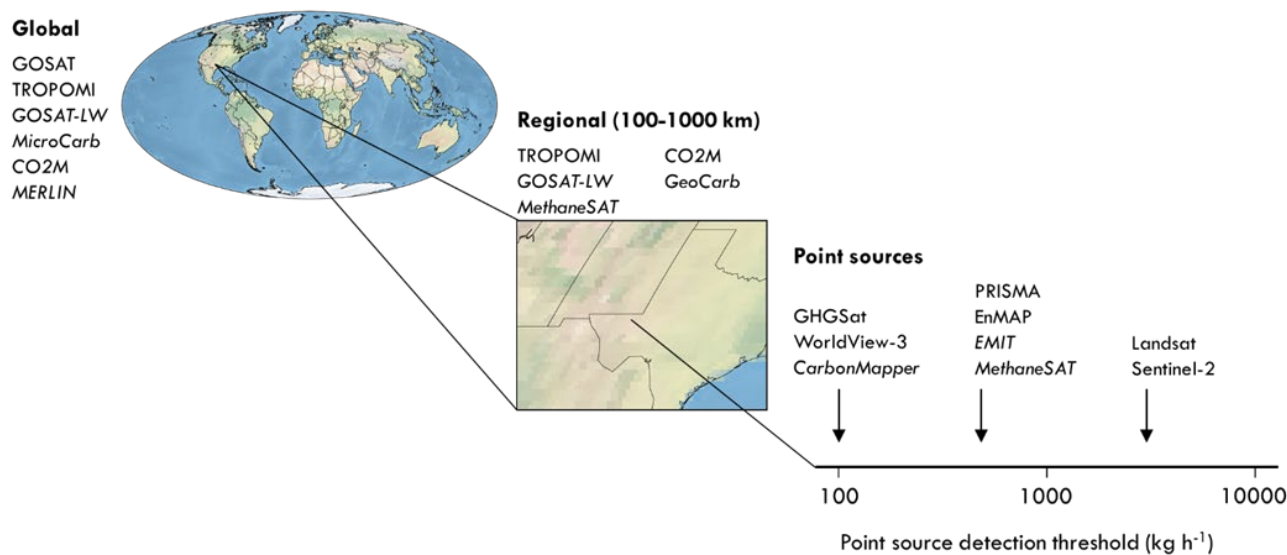 Global
GOSAT
TROPOMI
GOSAT-LW
MicroCarb
CO2M
MERLIN
Regional (100-1000 km)
TROPOMI CO2M
GOSAT-LW GeoCarb
MethaneSAT
Point sources
GHGSat
WorldView-3
CarbonMapper
PRISMA
EnMAP
EMIT
MethaneSAT
Landsat
Sentinel-2
100 1000 10000
Point source detection threshold (kg h⁻¹)